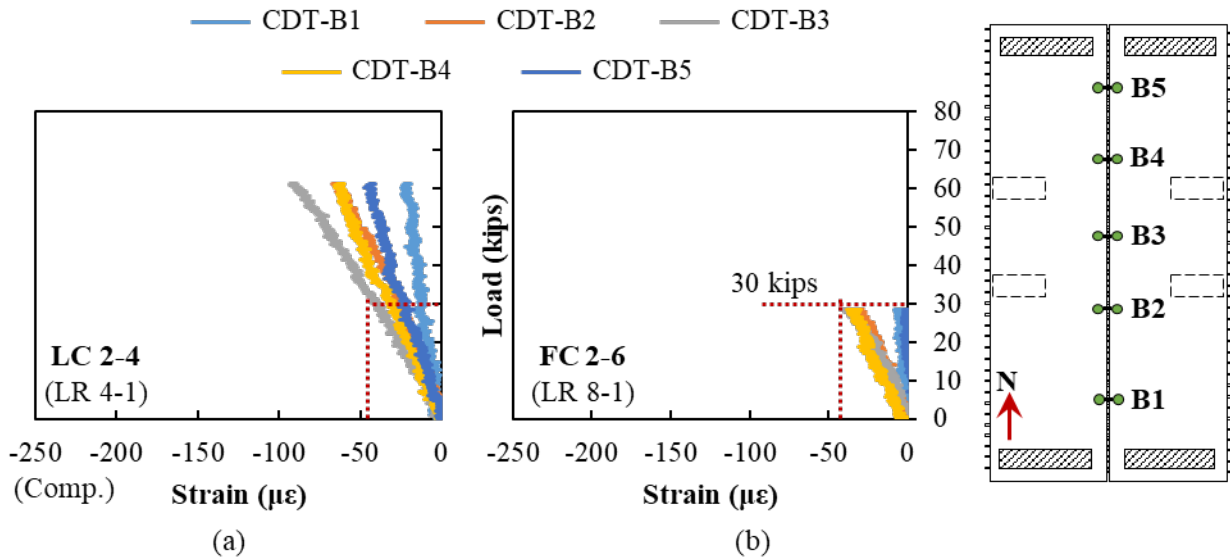 CDT-B1 CDT-B2 CDT-B3
CDT-B4 CDT-B5
80
70
60
50
40
30
20
10
0
Load (kips)
LC 2-4
(LR 4-1)
30 kips
FC 2-6
(LR 8-1)
-250 -200 -150 -100 -50 0
(Comp.)
Strain (με)
(a)
-250 -200 -150 -100 -50 0
Strain (με)
(b)
B5
B4
B3
B2
B1
N